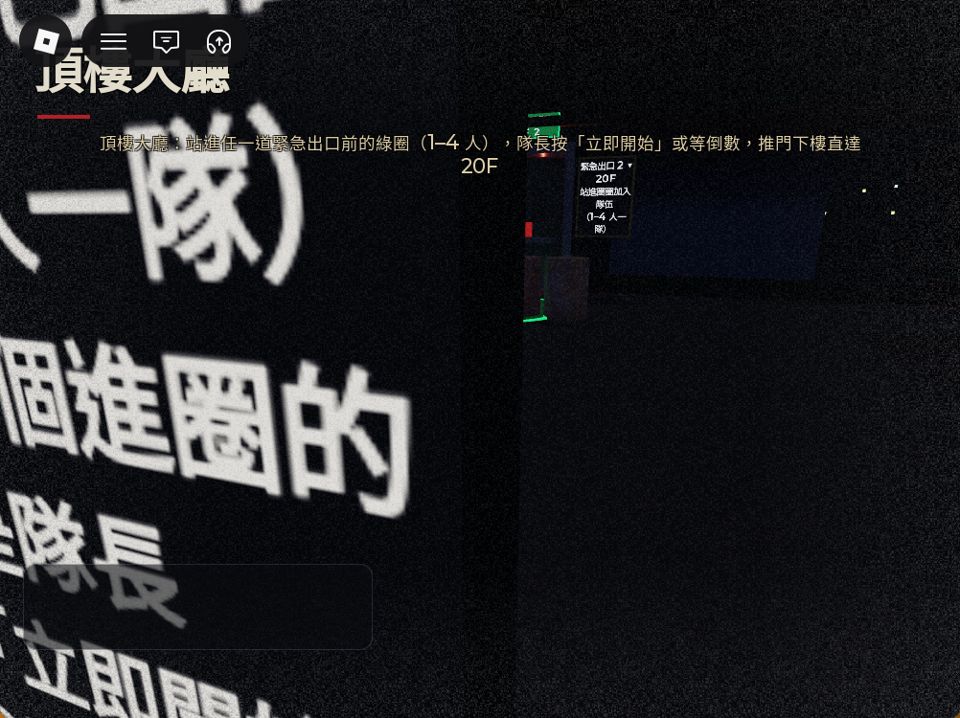 頂樓大廳
頂樓大廳：站進任一道緊急出口前的綠圈（1–4 人），隊長按「立即開始」或等倒數，推門下樓直達
20F
2
緊急出口 2
20F
站進圈圈加入
隊伍
（1–4 人一
隊）
（一隊）
個進圈的
隊長
立即開始